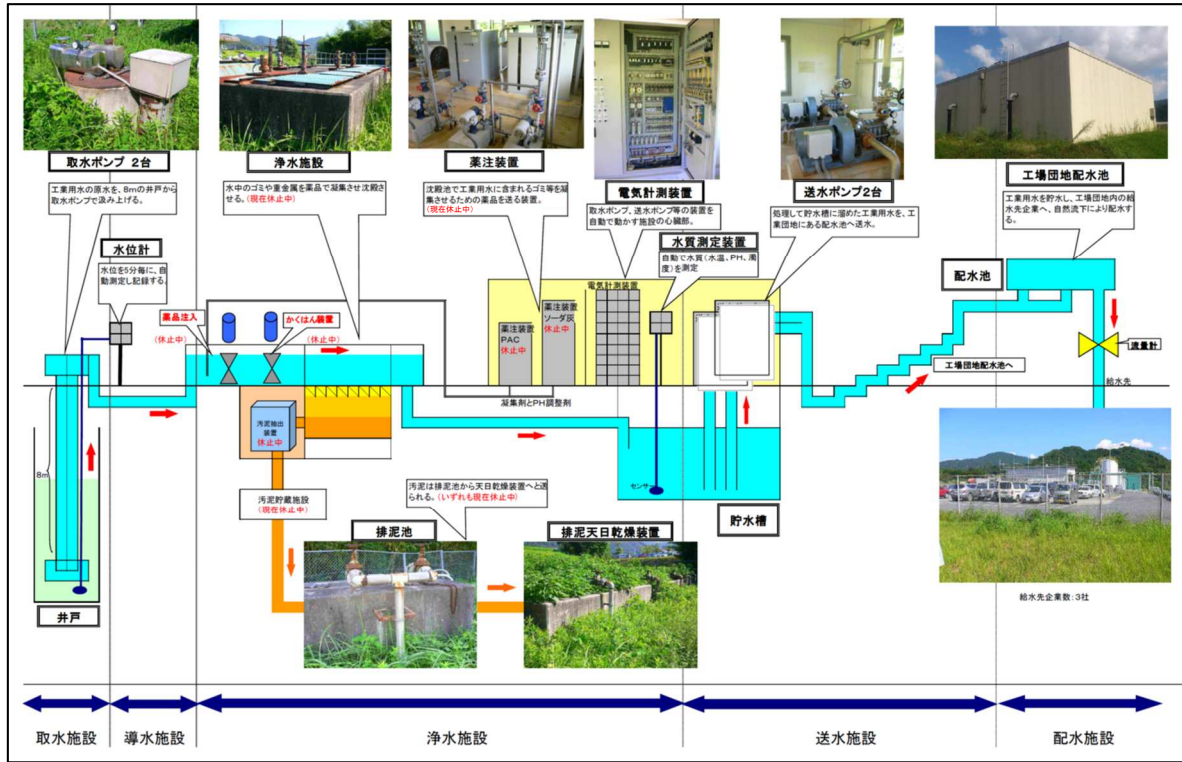 取水ポンプ 2台
工業用水の原水を、8mの井戸から
取水ポンプで汲み上げる。
水位計
水位を5分毎に、自
動測定し記録する。
浄水施設
水中のゴミや重金属を薬品で凝集させ沈殿さ
せる。(現在休止中)
薬注装置
沈殿池で工業用水に含まれるゴミ等を凝
集させるための薬品を送る装置。
(現在休止中)
電気計測装置
取水ポンプ、送水ポンプ等の装置を
自動で動かす施設の心臓部。
水質測定装置
自動で水質(水温、PH、濁
度)を測定
送水ポンプ2台
処理して貯水槽に溜めた工業用水を、工
業団地にある配水池へ送水。
工場団地配水池
工業用水を貯水し、工場団地内の給
水先企業へ、自然流下により配水す
る。
薬品注入
(休止中)
かくはん装置
(休止中)
薬注装置
PAC
休止中
薬注装置
ソーダ灰
休止中
電気計測装置
凝集剤とPH調整剤
配水池
流量計
工場団地配水池へ
給水先
8m
汚泥抽出
装置
休止中
センサー
汚泥貯蔵施設
(現在休止中)
汚泥は排泥池から天日乾燥装置へと送
られる。(いずれも現在休止中)
貯水槽
排泥池
排泥天日乾燥装置
井戸
給水先企業数:3社
取水施設
導水施設
浄水施設
送水施設
配水施設